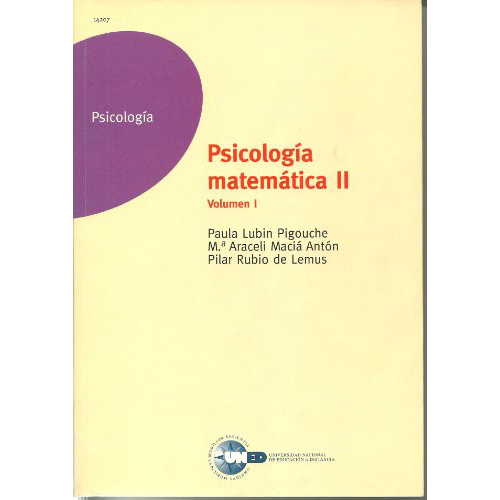 14207
Psicología
Psicología
matemática II
Volumen I
Paula Lubin Pigouche
M.ª Araceli Maciá Antón
Pilar Rubio de Lemus
UNED
UNIVERSIDAD NACIONAL
DE EDUCACIÓN A DISTANCIA